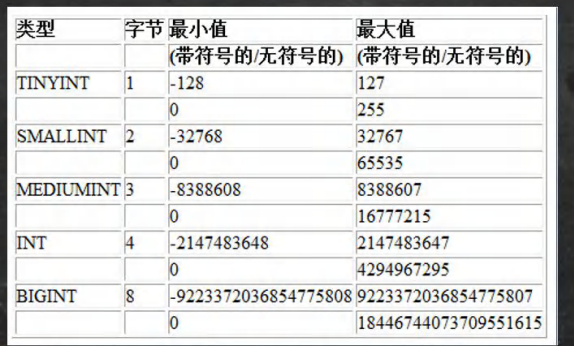 类型 字节 最小值 最大值
(带符号的/无符号的) (带符号的/无符号的)
TINYINT 1 -128 127
0 255
SMALLINT 2 -32768 32767
0 65535
MEDIUMINT 3 -8388608 8388607
0 16777215
INT 4 -2147483648 2147483647
0 4294967295
BIGINT 8 -9223372036854775808 9223372036854775807
0 18446744073709551615